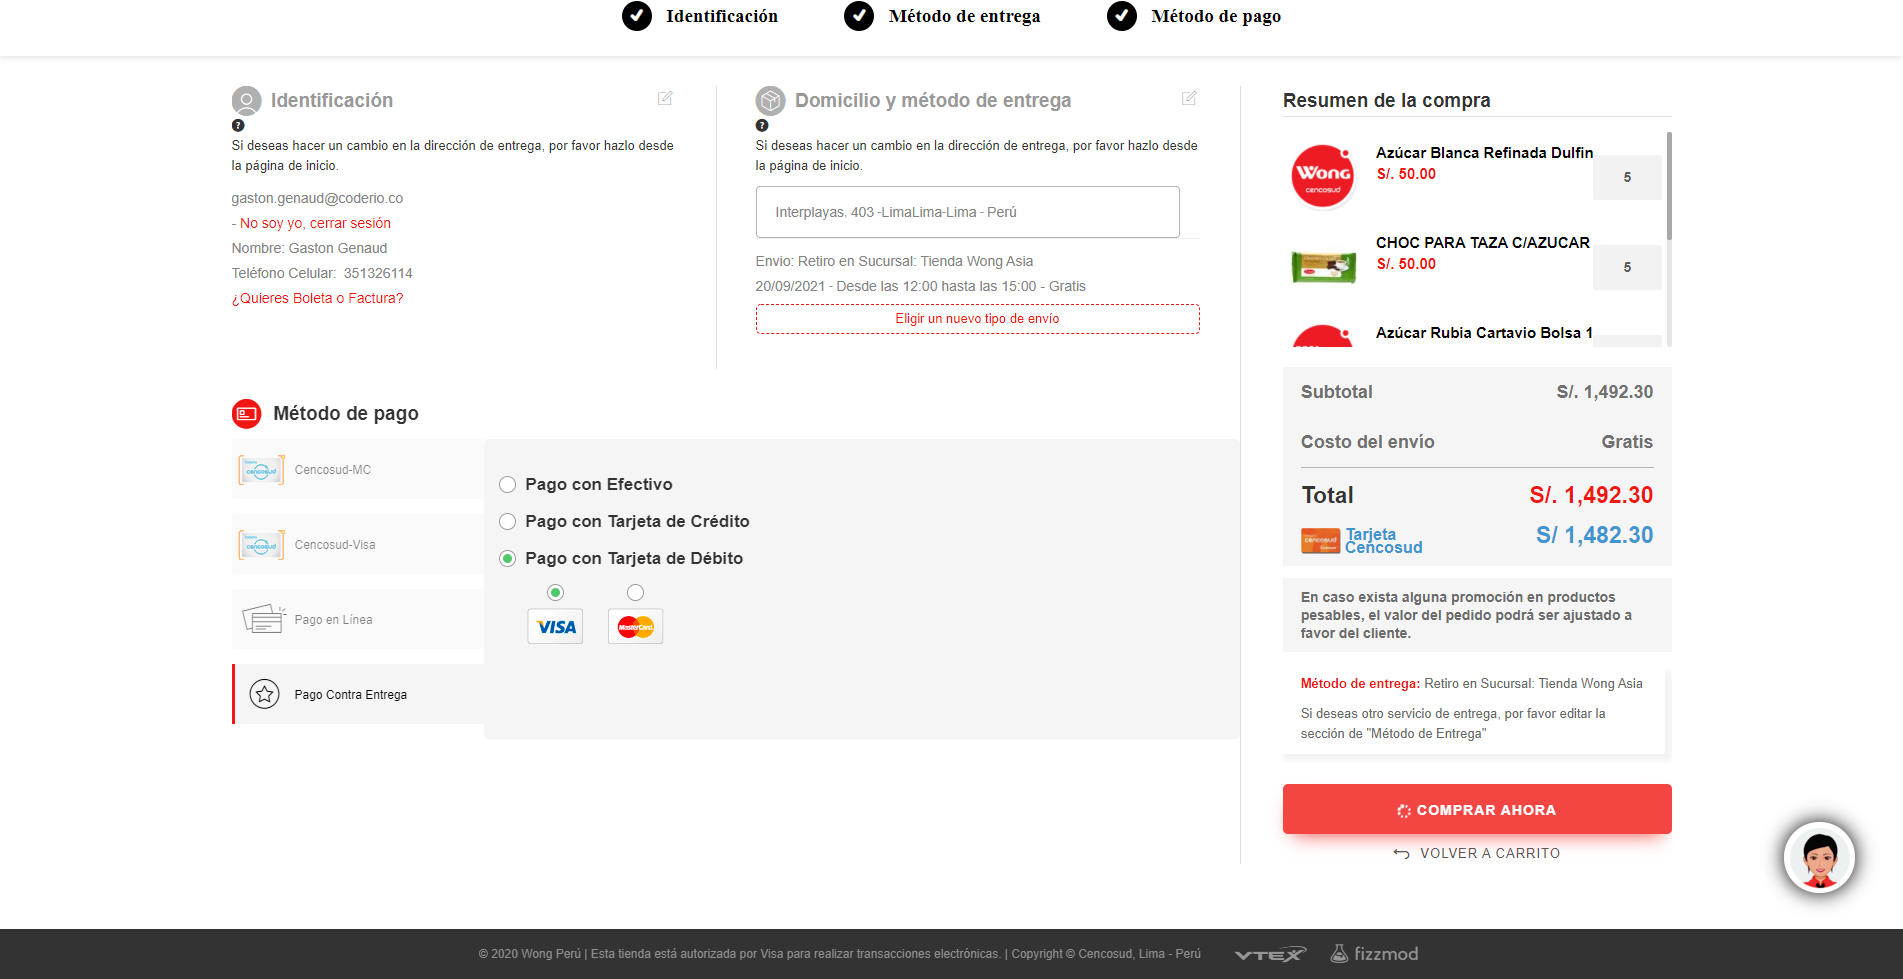 Identificación
Método de entrega
Método de pago
Identificación
?
Si deseas hacer un cambio en la dirección de entrega, por favor hazlo desde
la página de inicio.
gaston.genaud@coderio.co
- No soy yo, cerrar sesión
Nombre: Gaston Genaud
Teléfono Celular: 351326114
¿Quieres Boleta o Factura?
Domicilio y método de entrega
?
Si deseas hacer un cambio en la dirección de entrega, por favor hazlo desde
la página de inicio.
Interplayas, 403 -LimaLima-Lima - Perú
Envio: Retiro en Sucursal: Tienda Wong Asia
20/09/2021 - Desde las 12:00 hasta las 15:00 - Gratis
Eligir un nuevo tipo de envío
Método de pago
cencosud
Cencosud-MC
cencosud
Cencosud-Visa
Pago en Línea
Pago Contra Entrega
Pago con Efectivo
Pago con Tarjeta de Crédito
Pago con Tarjeta de Débito
VISA
MasterCard
Resumen de la compra
Wong
cencosud
Azúcar Blanca Refinada Dulfin
S/. 50.00
5
CHOC PARA TAZA C/AZUCAR
S/. 50.00
5
Azúcar Rubia Cartavio Bolsa 1
Subtotal S/. 1,492.30
Costo del envío Gratis
Total S/. 1,492.30
cencosud
Tarjeta
Cencosud
S/ 1,482.30
En caso exista alguna promoción en productos
pesables, el valor del pedido podrá ser ajustado a
favor del cliente.
Método de entrega: Retiro en Sucursal: Tienda Wong Asia
Si deseas otro servicio de entrega, por favor editar la
sección de "Método de Entrega"
COMPRAR AHORA
VOLVER A CARRITO
© 2020 Wong Perú | Esta tienda está autorizada por Visa para realizar transacciones electrónicas. | Copyright © Cencosud, Lima - Perú
VTEX
fizzmod